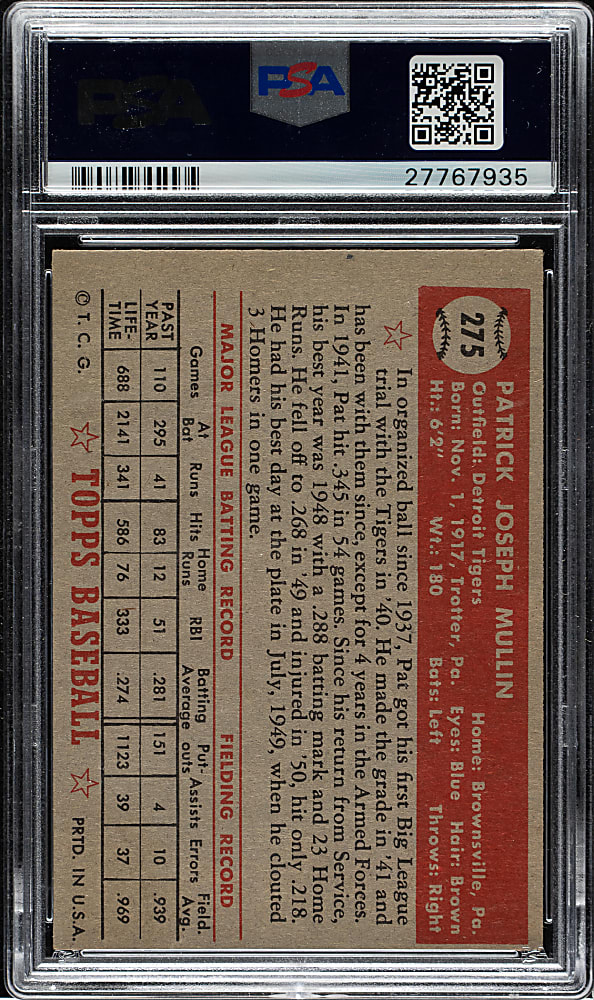 PSA
PSA
27767935
275
PATRICK JOSEPH MULLIN
Outfield: Detroit Tigers Home: Brownsville, Pa.
Born: Nov. 1, 1917, Trotter, Pa. Eyes: Blue Hair: Brown
Ht.: 6'2" Wt.: 180 Bats: Left Throws: Right
In organized ball since 1937, Pat got his first Big League
trial with the Tigers in '40. He made the grade in '41 and
has been with them since, except for 4 years in the Armed Forces.
In 1941, Pat hit .345 in 54 games. Since his return from Service,
his best year was 1948 with a .288 batting mark and 23 Home
Runs. He fell off to .268 in '49 and injured in '50, hit only .218.
He had his best day at the plate in July, 1949, when he clouted
3 Homers in one game.
MAJOR LEAGUE BATTING RECORD FIELDING RECORD
Games At Bat Runs Hits Home Runs RBI Batting Average Put-outs Assists Errors Field. Avg.
PAST YEAR 110 295 41 83 12 51 .281 151 4 10 .939
LIFE-TIME 688 2141 341 586 76 333 .274 1123 39 37 .969
© T. C. G. TOPPS BASEBALL PRTD. IN U.S.A.